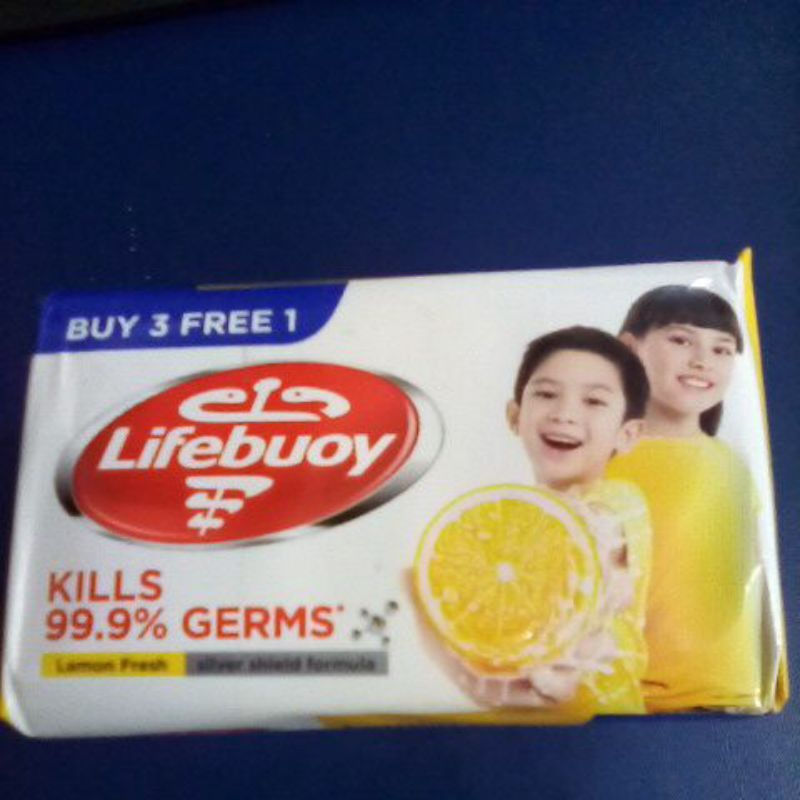 BUY 3 FREE 1
Lifebuoy
KILLS
99.9% GERMS*
Lemon Fresh silver shield formula